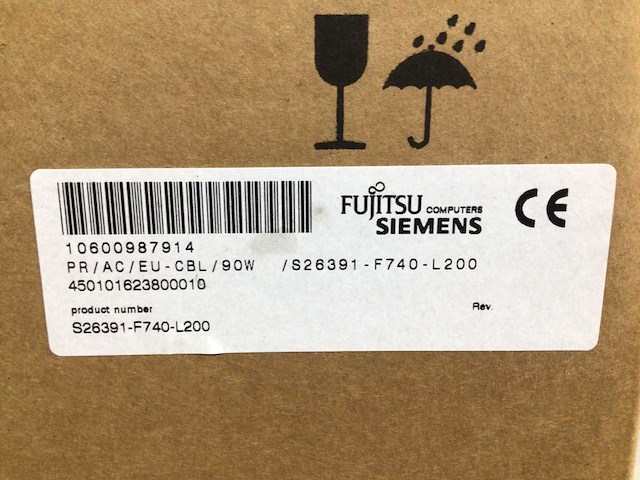 FUJITSU COMPUTERS
SIEMENS
CE
10600987914
PR/AC/EU-CBL/90W /S26391-F740-L200
450101623800010
product number
Rev.
S26391-F740-L200